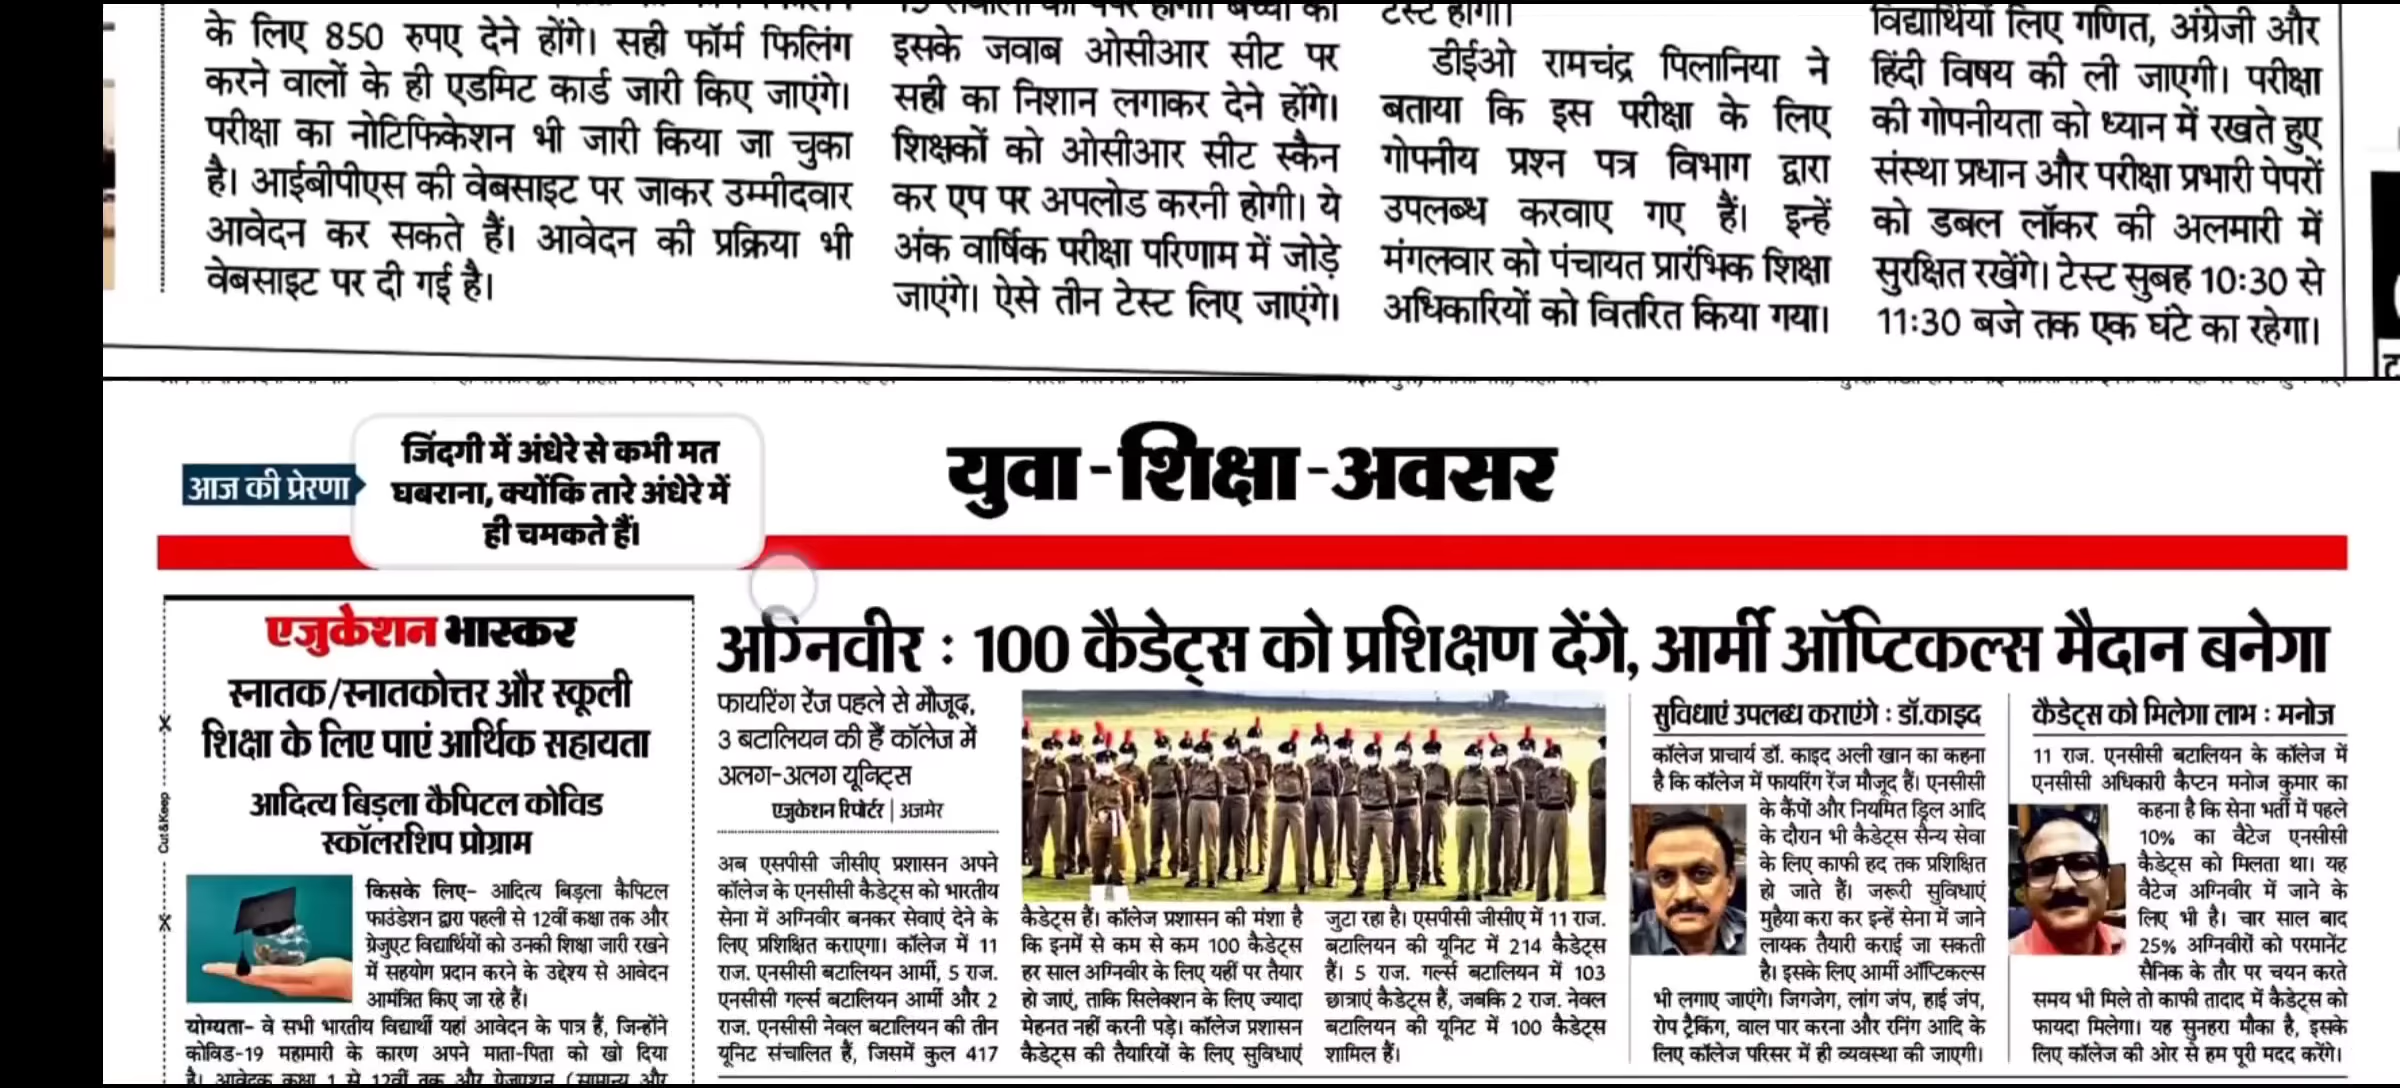 के लिए 850 रुपए देने होंगे। सही फॉर्म फिलिंग
करने वालों के ही एडमिट कार्ड जारी किए जाएंगे।
परीक्षा का नोटिफिकेशन भी जारी किया जा चुका
है। आईबीपीएस की वेबसाइट पर जाकर उम्मीदवार
आवेदन कर सकते हैं। आवेदन की प्रक्रिया भी
वेबसाइट पर दी गई है।
इसके जवाब ओसीआर सीट पर
सही का निशान लगाकर देने होंगे।
शिक्षकों को ओसीआर सीट स्कैन
कर एप पर अपलोड करनी होगी। ये
अंक वार्षिक परीक्षा परिणाम में जोड़े
जाएंगे। ऐसे तीन टेस्ट लिए जाएंगे।
टेस्ट होगा।
डीईओ रामचंद्र पिलानिया ने
बताया कि इस परीक्षा के लिए
गोपनीय प्रश्न पत्र विभाग द्वारा
उपलब्ध करवाए गए हैं। इन्हें
मंगलवार को पंचायत प्रारंभिक शिक्षा
अधिकारियों को वितरित किया गया।
विद्यार्थियों लिए गणित, अंग्रेजी और
हिंदी विषय की ली जाएगी। परीक्षा
की गोपनीयता को ध्यान में रखते हुए
संस्था प्रधान और परीक्षा प्रभारी पेपरों
को डबल लॉकर की अलमारी में
सुरक्षित रखेंगे। टेस्ट सुबह 10:30 से
11:30 बजे तक एक घंटे का रहेगा।
आज की प्रेरणा
जिंदगी में अंधेरे से कभी मत
घबराना, क्योंकि तारे अंधेरे में
ही चमकते हैं।
युवा-शिक्षा-अवसर
एजुकेशन भास्कर
स्नातक/स्नातकोत्तर और स्कूली
शिक्षा के लिए पाएं आर्थिक सहायता
आदित्य बिड़ला कैपिटल कोविड
स्कॉलरशिप प्रोग्राम
Cut & Keep
किसके लिए- आदित्य बिड़ला कैपिटल
फाउंडेशन द्वारा पहली से 12वीं कक्षा तक और
ग्रेजुएट विद्यार्थियों को उनकी शिक्षा जारी रखने
में सहयोग प्रदान करने के उद्देश्य से आवेदन
आमंत्रित किए जा रहे हैं।
योग्यता- वे सभी भारतीय विद्यार्थी यहां आवेदन के पात्र हैं, जिन्होंने
कोविड-19 महामारी के कारण अपने माता-पिता को खो दिया
है। आवेदक कक्षा 1 से 12वीं तक और ग्रेजुएशन (सामान्य और
अग्निवीर : 100 कैडेट्स को प्रशिक्षण देंगे, आर्मी ऑप्टिकल्स मैदान बनेगा
फायरिंग रेंज पहले से मौजूद,
3 बटालियन की हैं कॉलेज में
अलग-अलग यूनिट्स
एजुकेशन रिपोर्टर | अजमेर
अब एसपीसी जीसीए प्रशासन अपने
कॉलेज के एनसीसी कैडेट्स को भारतीय
सेना में अग्निवीर बनकर सेवाएं देने के
लिए प्रशिक्षित कराएगा। कॉलेज में 11
राज. एनसीसी बटालियन आर्मी, 5 राज.
एनसीसी गर्ल्स बटालियन आर्मी और 2
राज. एनसीसी नेवल बटालियन की तीन
यूनिट संचालित हैं, जिसमें कुल 417
कैडेट्स हैं। कॉलेज प्रशासन की मंशा है
कि इनमें से कम से कम 100 कैडेट्स
हर साल अग्निवीर के लिए यहीं पर तैयार
हो जाएं, ताकि सिलेक्शन के लिए ज्यादा
मेहनत नहीं करनी पड़े। कॉलेज प्रशासन
कैडेट्स की तैयारियों के लिए सुविधाएं
जुटा रहा है। एसपीसी जीसीए में 11 राज.
बटालियन की यूनिट में 214 कैडेट्स
हैं। 5 राज. गर्ल्स बटालियन में 103
छात्राएं कैडेट्स हैं, जबकि 2 राज. नेवल
बटालियन की यूनिट में 100 कैडेट्स
शामिल हैं।
सुविधाएं उपलब्ध कराएंगे : डॉ.काइद
कॉलेज प्राचार्य डॉ. काइद अली खान का कहना
है कि कॉलेज में फायरिंग रेंज मौजूद हैं। एनसीसी
के कैंपों और नियमित ड्रिल आदि
के दौरान भी कैडेट्स सैन्य सेवा
के लिए काफी हद तक प्रशिक्षित
हो जाते हैं। जरूरी सुविधाएं
मुहैया करा कर इन्हें सेना में जाने
लायक तैयारी कराई जा सकती
है। इसके लिए आर्मी ऑप्टिकल्स
भी लगाए जाएंगे। जिगजेग, लांग जंप, हाई जंप,
रोप ट्रैकिंग, वाल पार करना और रनिंग आदि के
लिए कॉलेज परिसर में ही व्यवस्था की जाएगी।
कैडेट्स को मिलेगा लाभ : मनोज
11 राज. एनसीसी बटालियन के कॉलेज में
एनसीसी अधिकारी कैप्टन मनोज कुमार का
कहना है कि सेना भर्ती में पहले
10% का वैटेज एनसीसी
कैडेट्स को मिलता था। यह
वैटेज अग्निवीर में जाने के
लिए भी है। चार साल बाद
25% अग्निवीरों को परमानेंट
सैनिक के तौर पर चयन करते
समय भी मिले तो काफी तादाद में कैडेट्स को
फायदा मिलेगा। यह सुनहरा मौका है, इसके
लिए कॉलेज की ओर से हम पूरी मदद करेंगे।